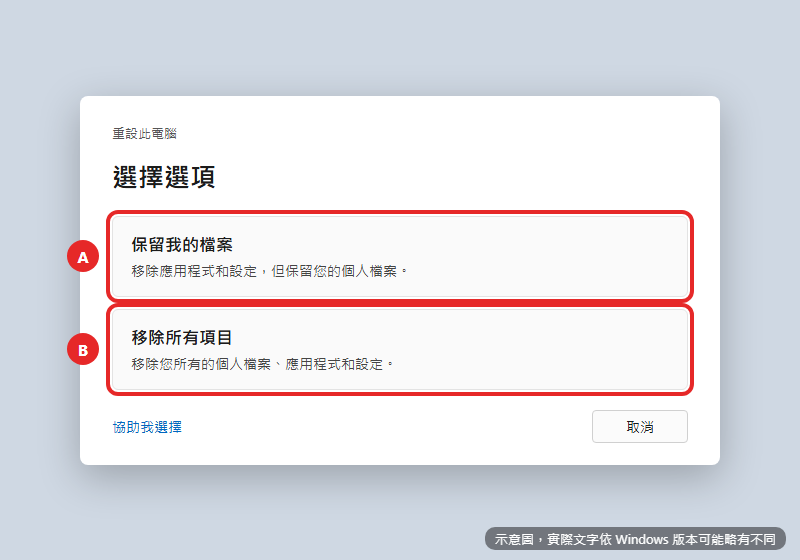 重設此電腦
選擇選項
A
保留我的檔案
移除應用程式和設定，但保留您的個人檔案。
B
移除所有項目
移除您所有的個人檔案、應用程式和設定。
協助我選擇
取消
示意圖，實際文字依 Windows 版本可能略有不同